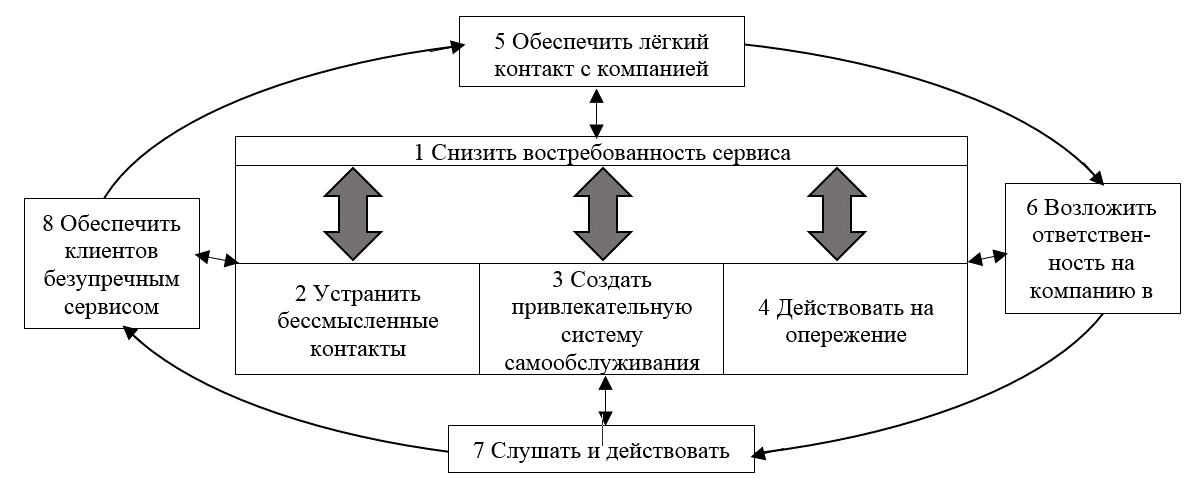 5 Обеспечить лёгкий
контакт с компанией
1 Снизить востребованность сервиса
8 Обеспечить
клиентов
безупречным
сервисом
6 Возложить
ответствен-
ность на
компанию в
2 Устранить
бессмысленные
контакты
3 Создать
привлекательную
систему
самообслуживания
4 Действовать на
опережение
7 Слушать и действовать